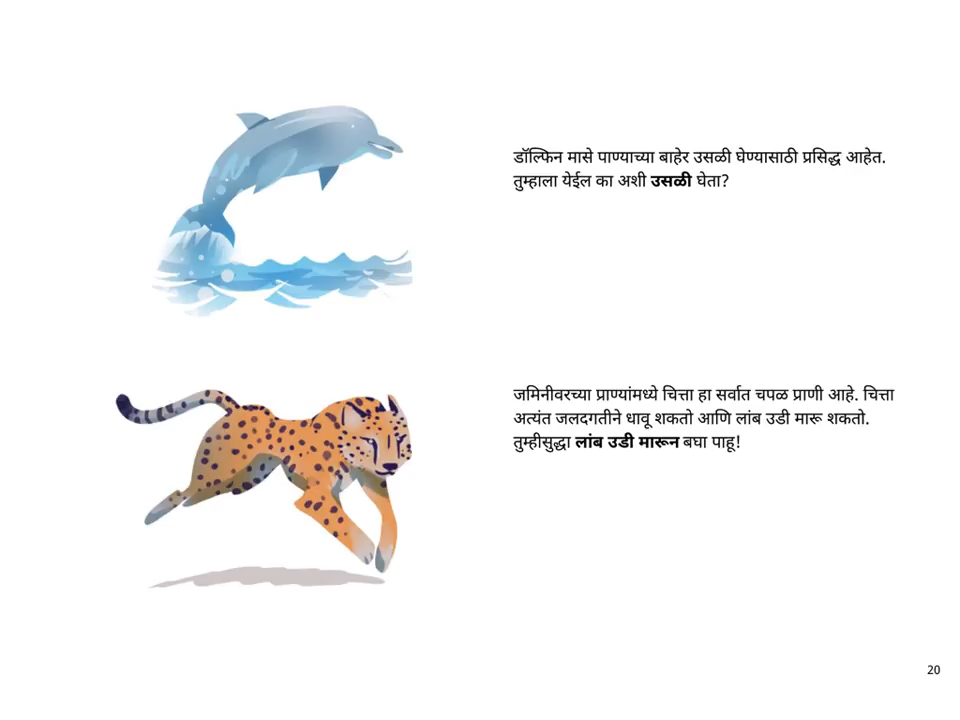 डॉल्फिन मासे पाण्याच्या बाहेर उसळी घेण्यासाठी प्रसिद्ध आहेत.
तुम्हाला येईल का अशी उसळी घेता?
जमिनीवरच्या प्राण्यांमध्ये चित्ता हा सर्वात चपळ प्राणी आहे. चित्ता
अत्यंत जलदगतीने धावू शकतो आणि लांब उडी मारू शकतो.
तुम्हीसुद्धा लांब उडी मारून बघा पाहू!
20